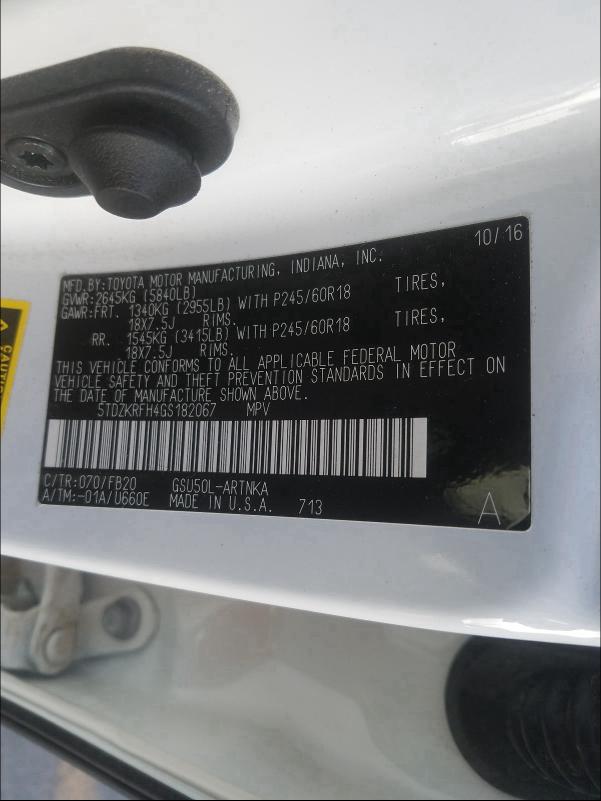 10/16
MFD.BY:TOYOTA MOTOR MANUFACTURING, INDIANA, INC.
GVWR:2645KG (5840LB)
GAWR:FRT. 1340KG (2955LB) WITH P245/60R18 TIRES,
18X7.5J RIMS.
RR. 1545KG (3415LB) WITH P245/60R18 TIRES,
18X7.5J RIMS.
THIS VEHICLE CONFORMS TO ALL APPLICABLE FEDERAL MOTOR
VEHICLE SAFETY AND THEFT PREVENTION STANDARDS IN EFFECT ON
THE DATE OF MANUFACTURE SHOWN ABOVE.
5TDZKRFH4GS182067 MPV
C/TR:070/FB20 GSU50L-ARTNKA
A/TM:-01A/U660E MADE IN U.S.A. 713
A